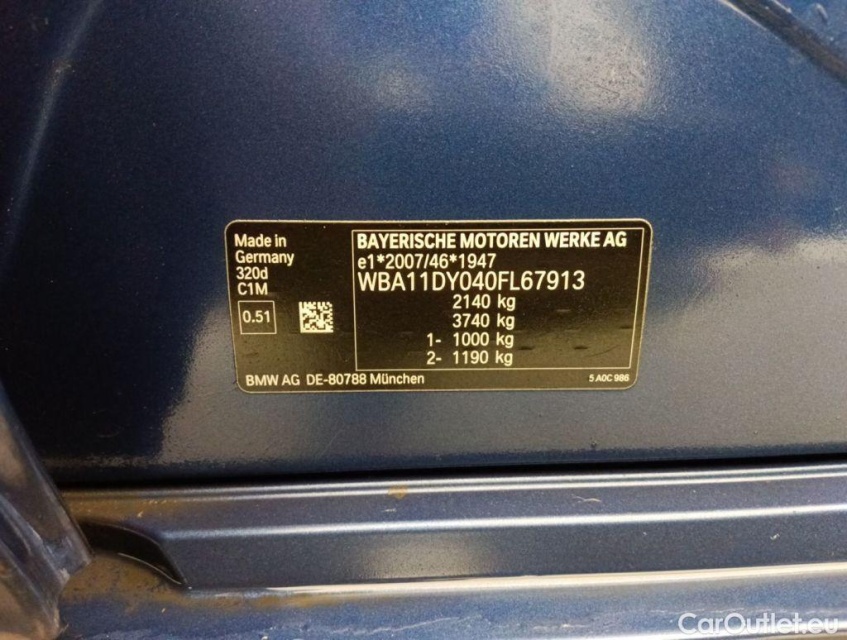 Made in
Germany
320d
C1M
0.51
BAYERISCHE MOTOREN WERKE AG
e1*2007/46*1947
WBA11DY040FL67913
2140 kg
3740 kg
1- 1000 kg
2- 1190 kg
BMW AG DE-80788 München
5 A0C 986
CarOutlet.eu